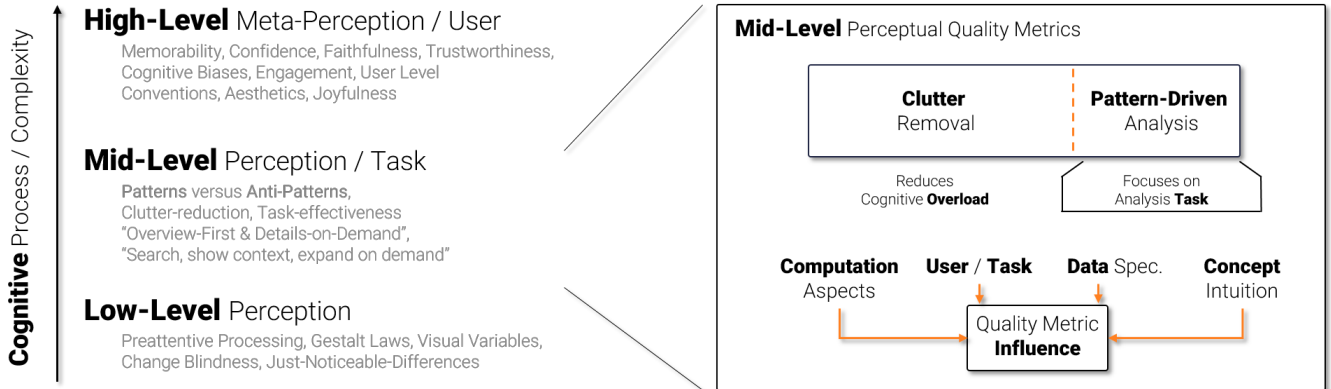 Cognitive Process / Complexity
High-Level Meta-Perception / User
Memorability, Confidence, Faithfulness, Trustworthiness,
Cognitive Biases, Engagement, User Level
Conventions, Aesthetics, Joyfulness
Mid-Level Perception / Task
Patterns versus Anti-Patterns,
Clutter-reduction, Task-effectiveness
“Overview-First & Details-on-Demand”,
“Search, show context, expand on demand”
Low-Level Perception
Preattentive Processing, Gestalt Laws, Visual Variables,
Change Blindness, Just-Noticeable-Differences
Mid-Level Perceptual Quality Metrics
Clutter
Removal
Pattern-Driven
Analysis
Reduces
Cognitive Overload
Focuses on
Analysis Task
Computation
Aspects
User / Task
Data Spec.
Concept
Intuition
Quality Metric
Influence